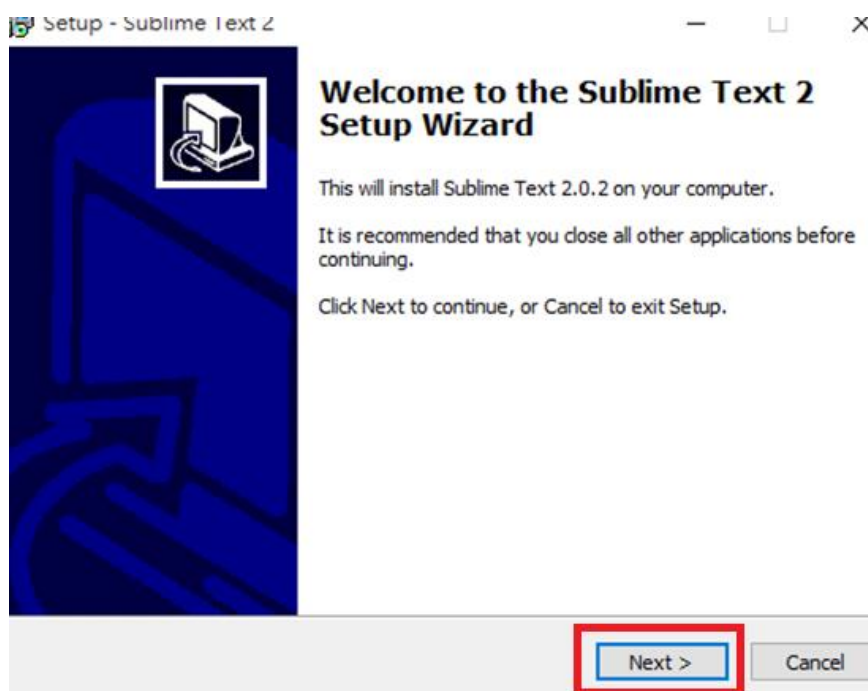 Setup - Sublime Text 2
Welcome to the Sublime Text 2
Setup Wizard
This will install Sublime Text 2.0.2 on your computer.
It is recommended that you close all other applications before
continuing.
Click Next to continue, or Cancel to exit Setup.
Next >
Cancel